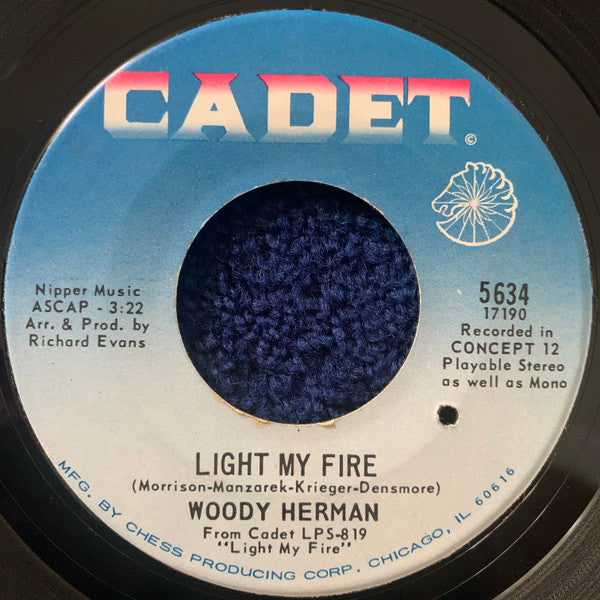 CADET
©
Nipper Music
ASCAP - 3:22
Arr. & Prod. by
Richard Evans
5634
17190
Recorded in
CONCEPT 12
Playable Stereo
as well as Mono
LIGHT MY FIRE
(Morrison-Manzarek-Krieger-Densmore)
WOODY HERMAN
From Cadet LPS-819
"Light My Fire"
MFG. BY CHESS PRODUCING CORP. CHICAGO, IL 60616